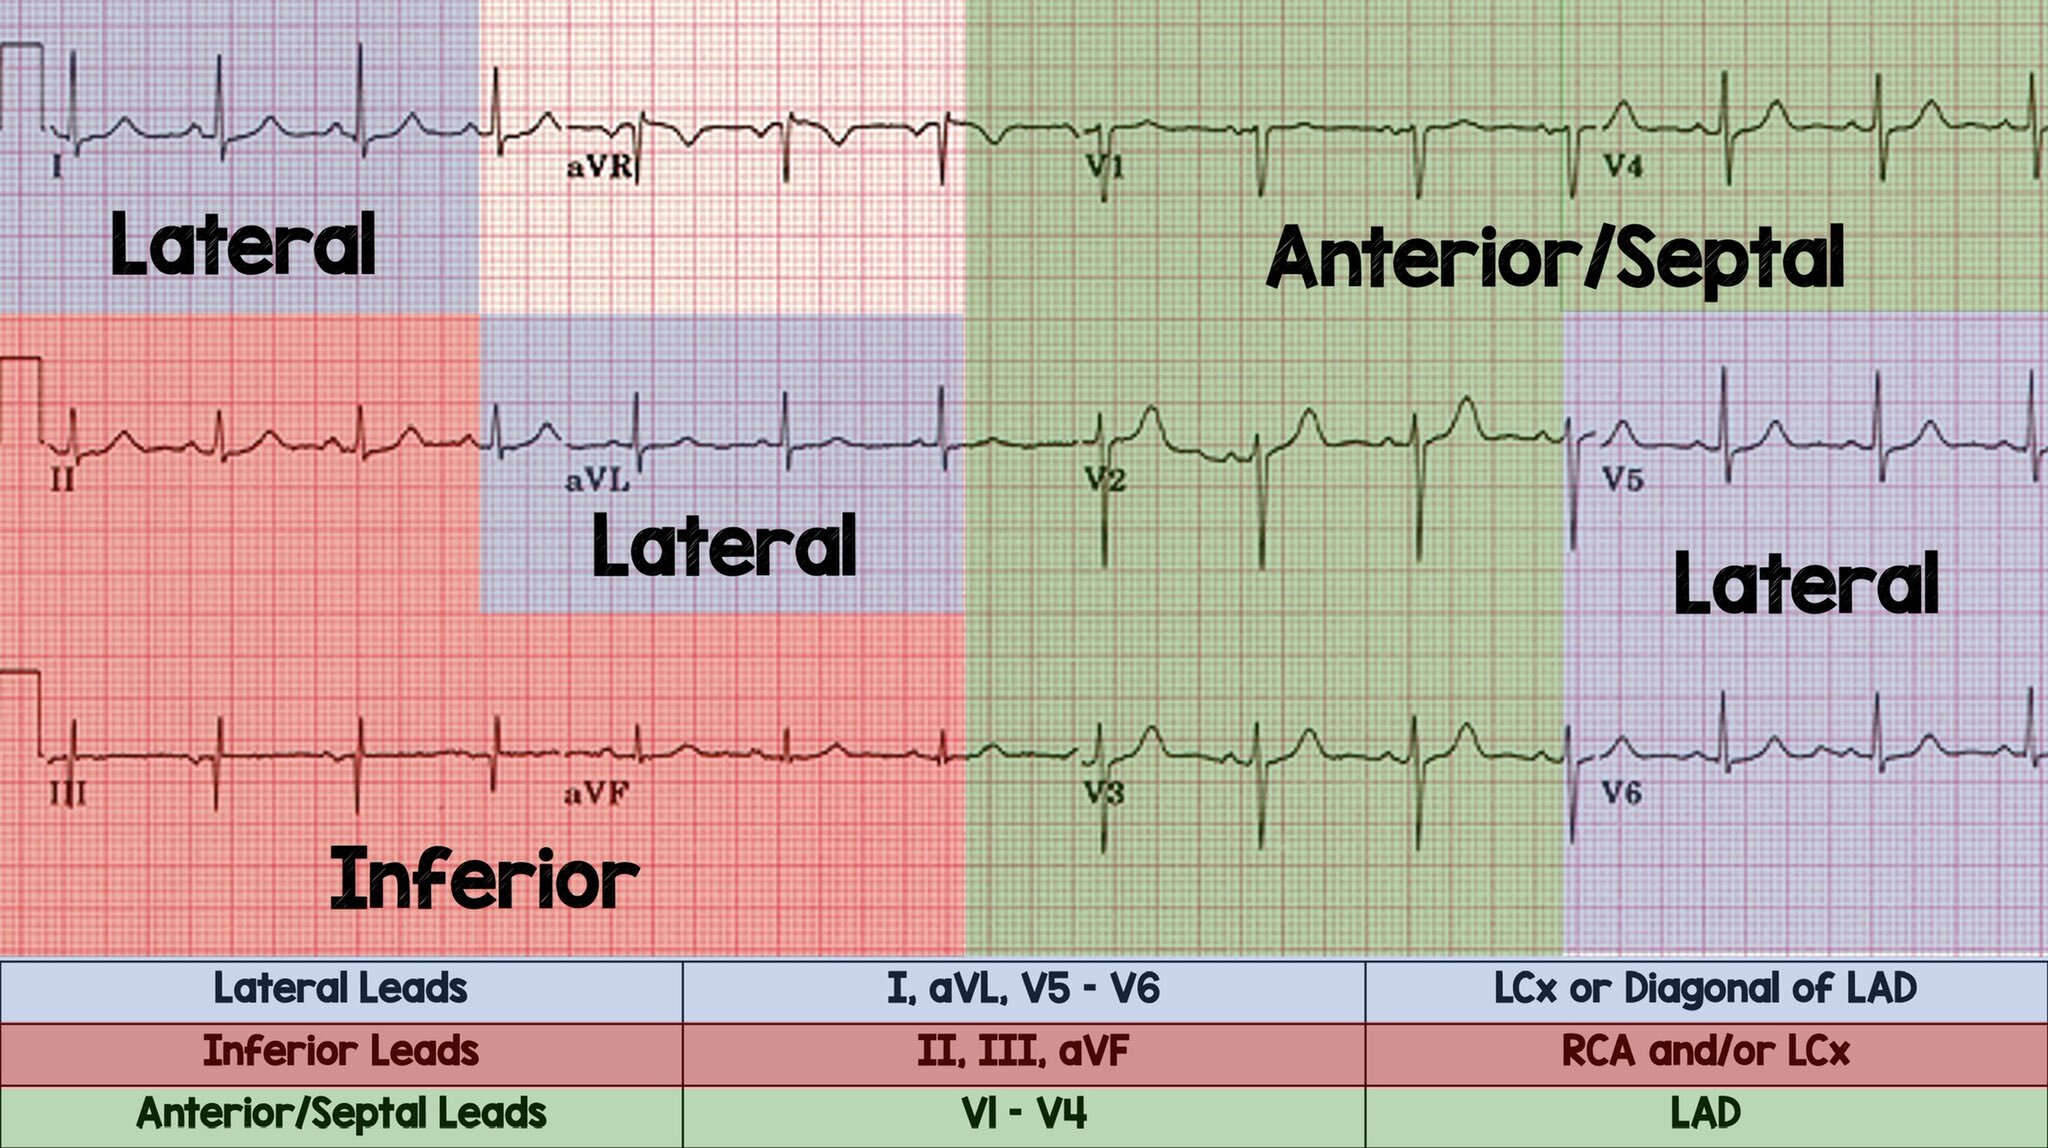 I
aVR
V1
V4
Lateral
Anterior/Septal
II
aVL
V2
V5
Lateral
Lateral
III
aVF
V3
V6
Inferior
Lateral Leads I, aVL, V5 - V6 LCx or Diagonal of LAD
Inferior Leads II, III, aVF RCA and/or LCx
Anterior/Septal Leads V1 - V4 LAD